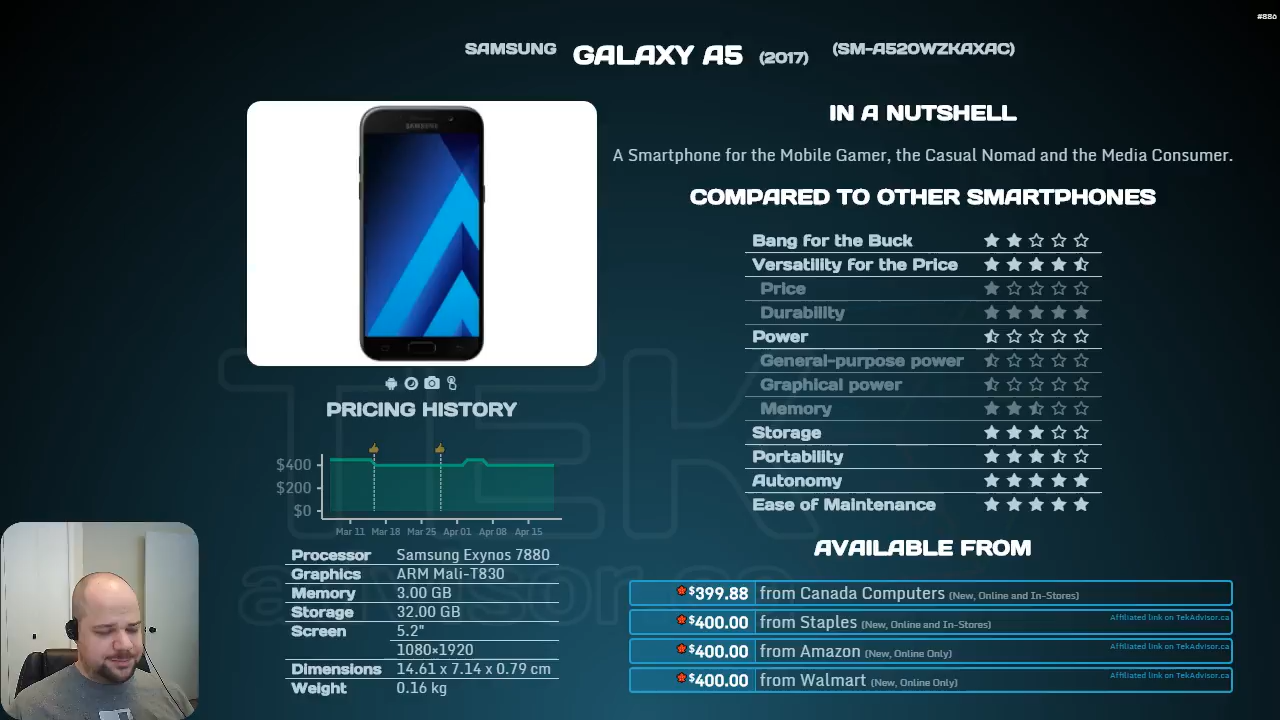 #886
SAMSUNG GALAXY A5 (2017) (SM-A520WZKAXAC)
SAMSUNG
PRICING HISTORY
$400
$200
$0
Mar 11 Mar 18 Mar 25 Apr 01 Apr 08 Apr 15
Processor Samsung Exynos 7880
Graphics ARM Mali-T830
Memory 3.00 GB
Storage 32.00 GB
Screen 5.2"
1080×1920
Dimensions 14.61 x 7.14 x 0.79 cm
Weight 0.16 kg
IN A NUTSHELL
A Smartphone for the Mobile Gamer, the Casual Nomad and the Media Consumer.
COMPARED TO OTHER SMARTPHONES
Bang for the Buck
Versatility for the Price
Price
Durability
Power
General-purpose power
Graphical power
Memory
Storage
Portability
Autonomy
Ease of Maintenance
AVAILABLE FROM
$399.88 from Canada Computers (New, Online and In-Stores)
$400.00 from Staples (New, Online and In-Stores) Affiliated link on TekAdvisor.ca
$400.00 from Amazon (New, Online Only) Affiliated link on TekAdvisor.ca
$400.00 from Walmart (New, Online Only) Affiliated link on TekAdvisor.ca
TEK
advisor.ca